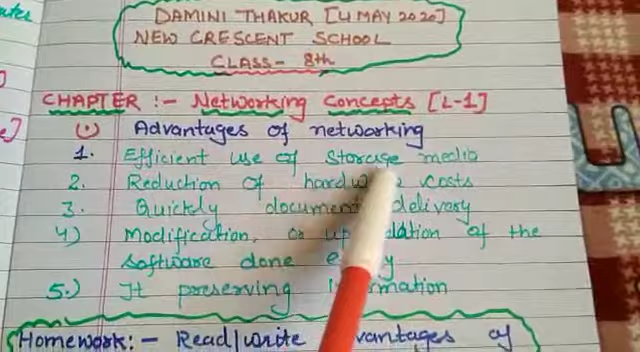 DAMINI THAKUR [4 MAY 2020]
NEW CRESCENT SCHOOL
CLASS- 8th
CHAPTER :- Networking Concepts [L-1]
(1) Advantages of networking
1. Efficient use of storage media
2. Reduction of costs
3. Quickly document delivery
4) Modification, or of the
software done
5.) It preserving
Homework:- Read/write of